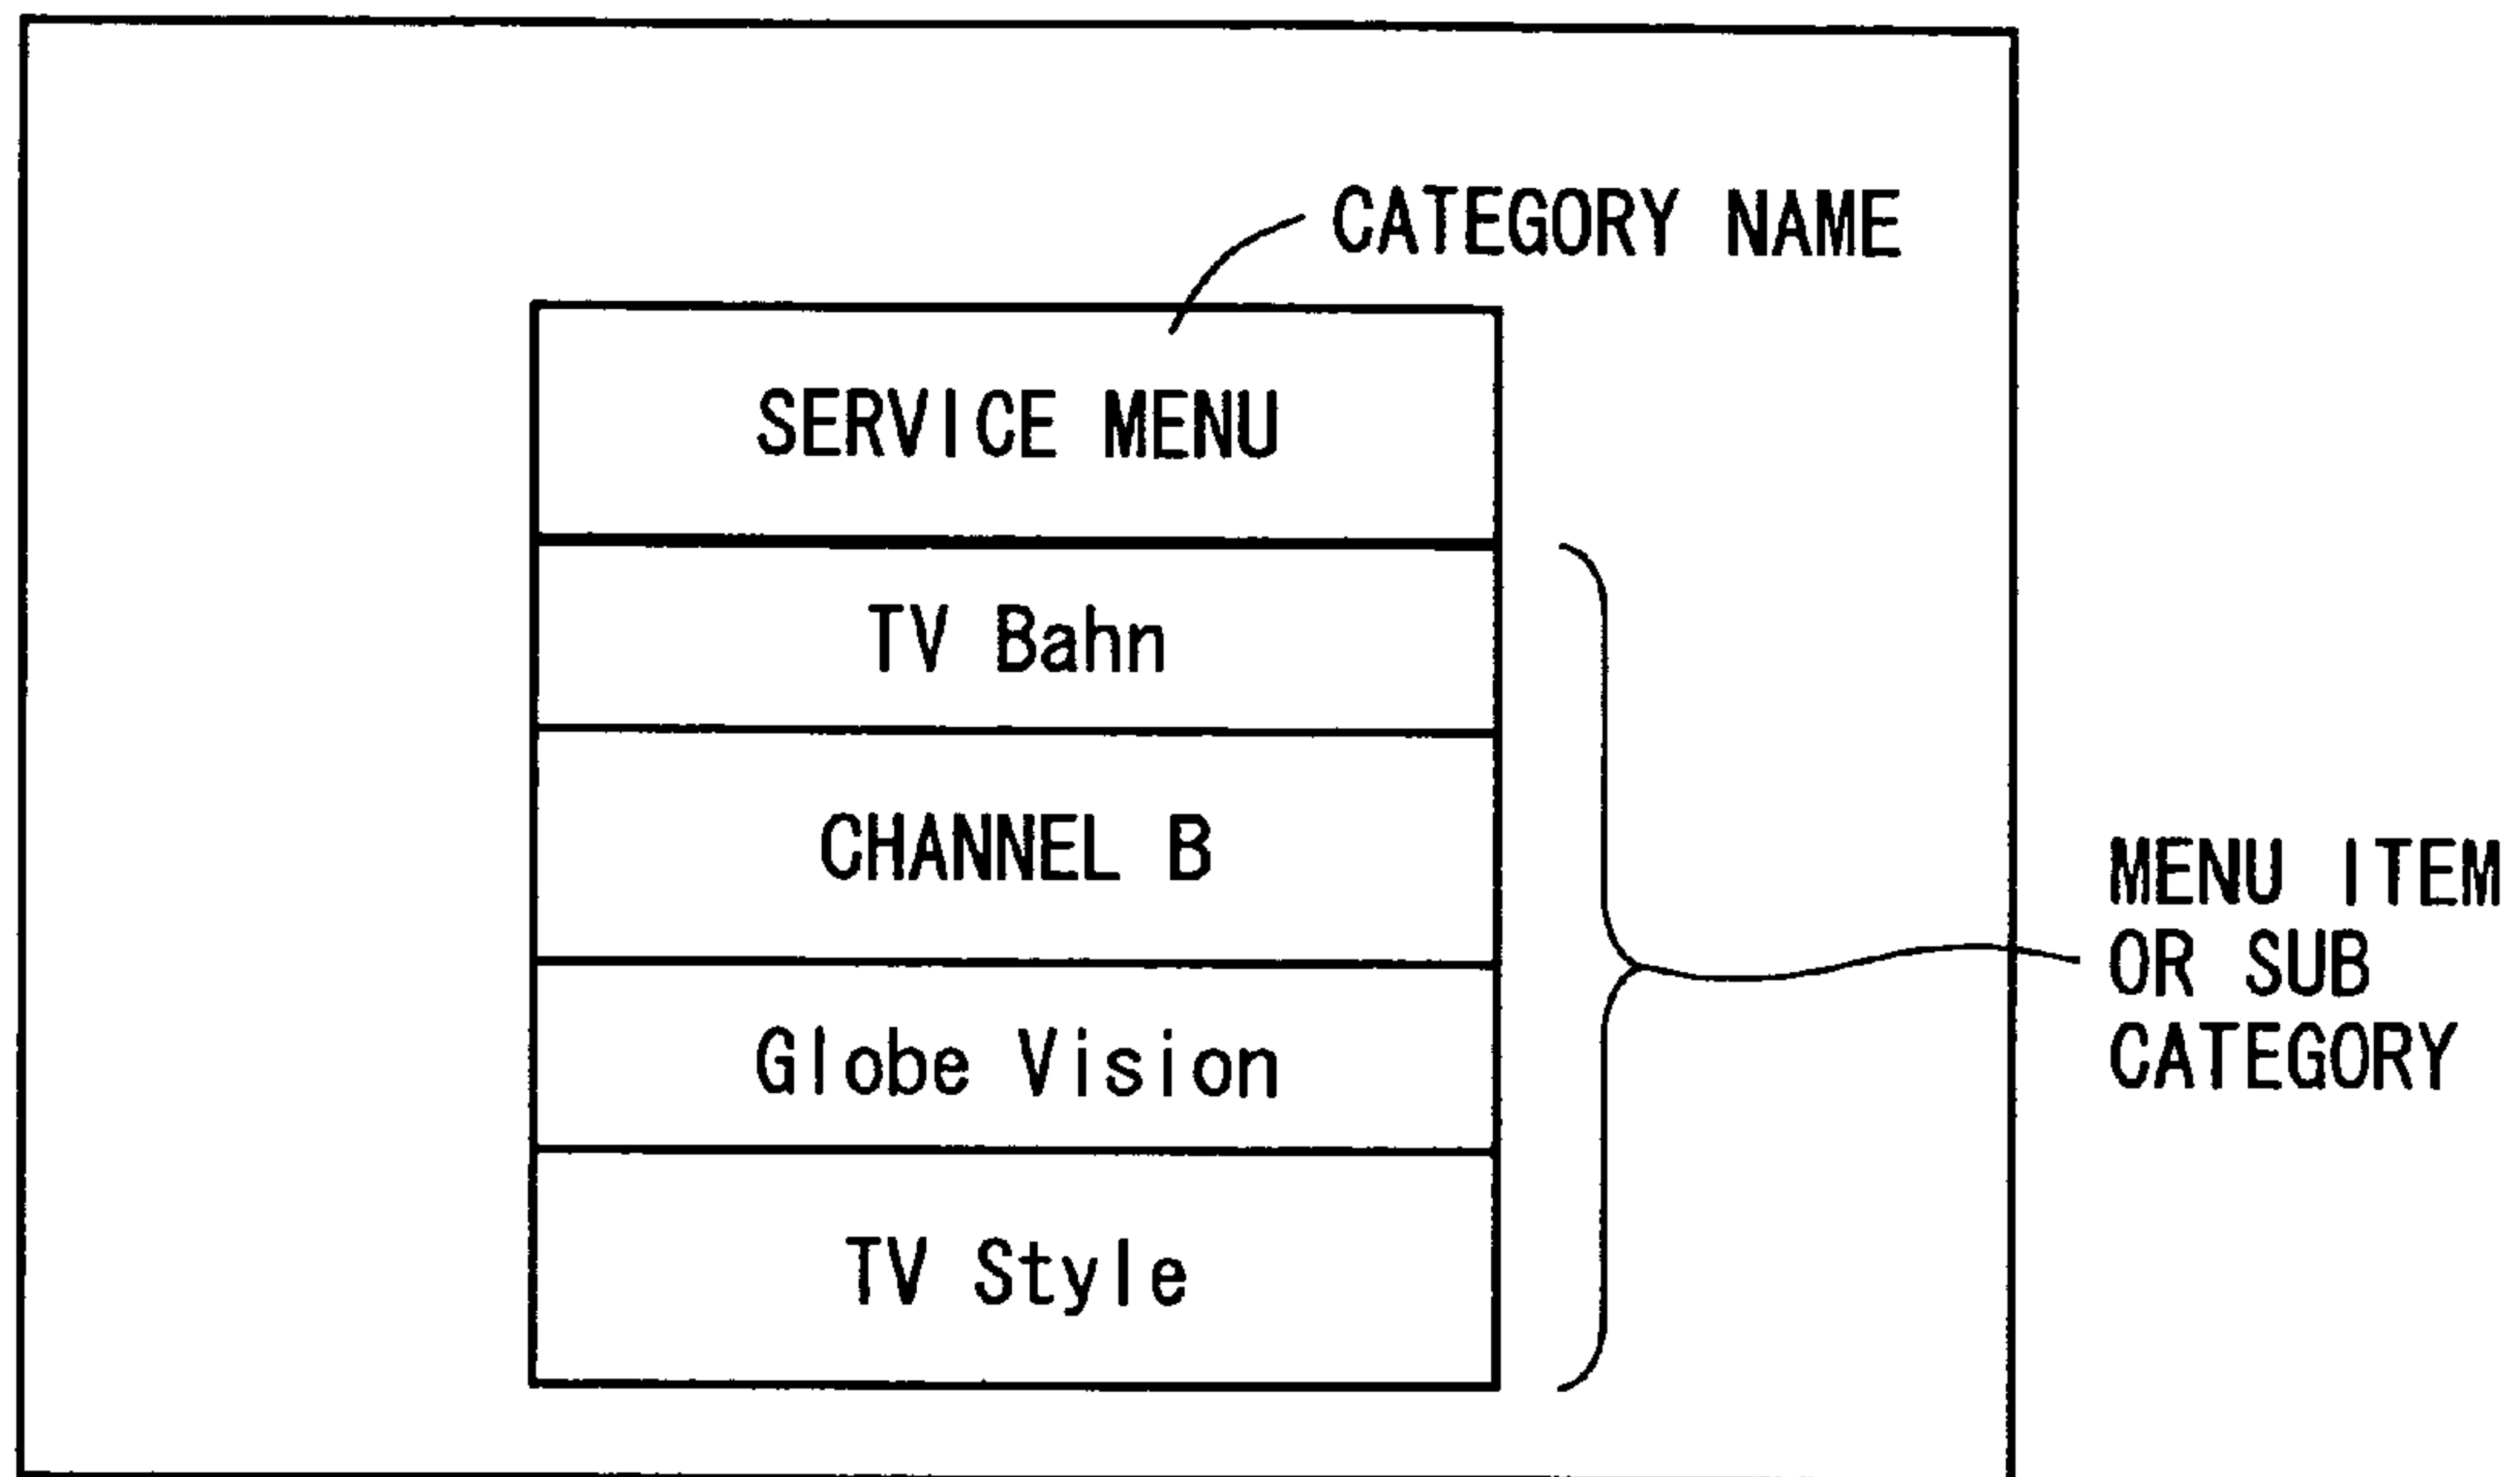 CATEGORY NAME
SERVICE MENU
TV Bahn
CHANNEL B
Globe Vision
TV Style
MENU ITEM
OR SUB
CATEGORY